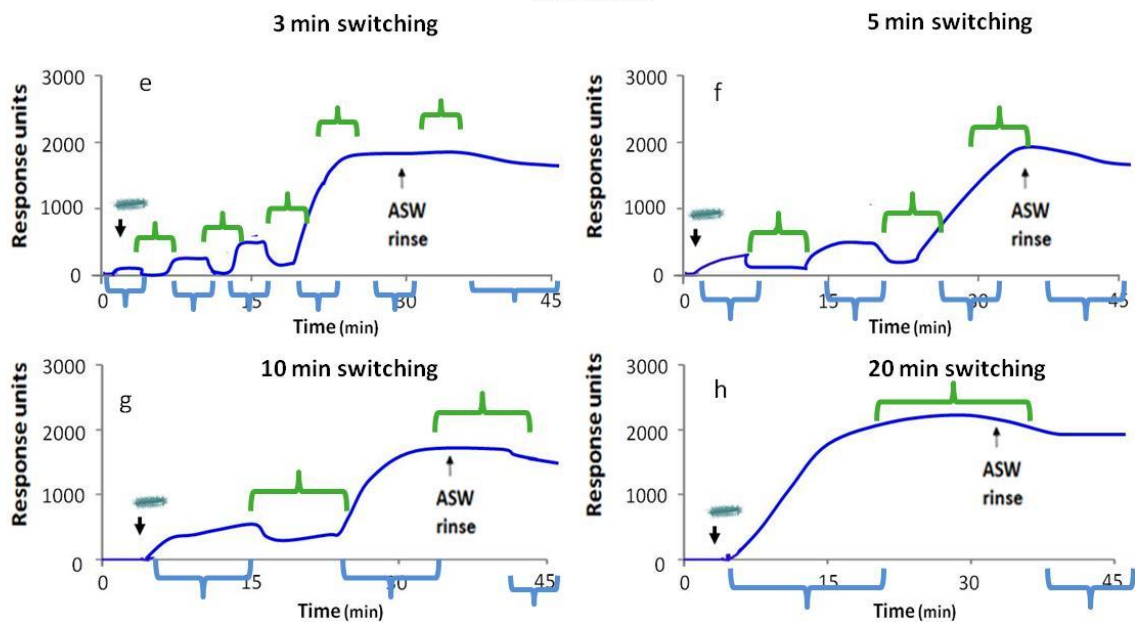 3 min switching
5 min switching
Response units
3000
2000
1000
0
e
ASW
rinse
0
15
30
45
Time (min)
Response units
3000
2000
1000
0
f
ASW
rinse
0
15
30
45
Time (min)
10 min switching
20 min switching
Response units
3000
2000
1000
0
g
ASW
rinse
0
15
30
45
Time (min)
Response units
3000
2000
1000
0
h
ASW
rinse
0
15
30
45
Time (min)